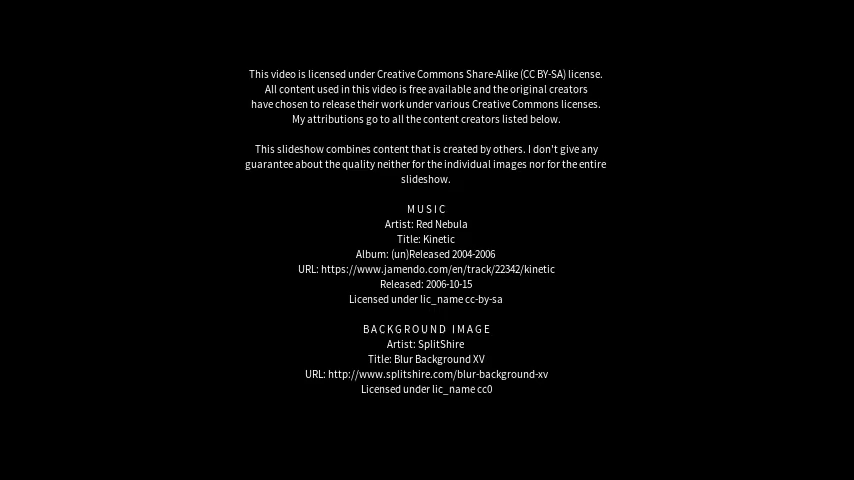 This video is licensed under Creative Commons Share-Alike (CC BY-SA) license.
All content used in this video is free available and the original creators
have chosen to release their work under various Creative Commons licenses.
My attributions go to all the content creators listed below.
This slideshow combines content that is created by others. I don't give any
guarantee about the quality neither for the individual images nor for the entire
slideshow.
MUSIC
Artist: Red Nebula
Title: Kinetic
Album: (un)Released 2004-2006
URL: https://www.jamendo.com/en/track/22342/kinetic
Released: 2006-10-15
Licensed under lic_name cc-by-sa
BACKGROUND IMAGE
Artist: SplitShire
Title: Blur Background XV
URL: http://www.splitshire.com/blur-background-xv
Licensed under lic_name cc0